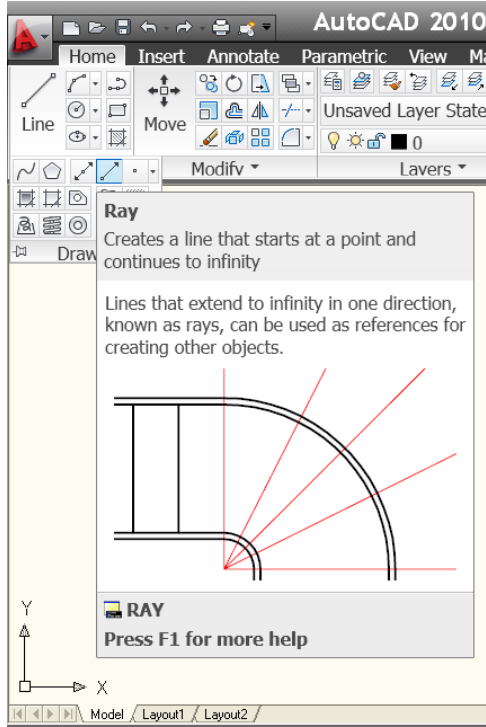 AutoCAD 2010
Home Insert Annotate Parametric View
Line
Move
Unsaved Layer State
0
Modify
Layers
Draw
Ray
Creates a line that starts at a point and
continues to infinity
Lines that extend to infinity in one direction,
known as rays, can be used as references for
creating other objects.
RAY
Press F1 for more help
Y
X
Model Layout1 Layout2